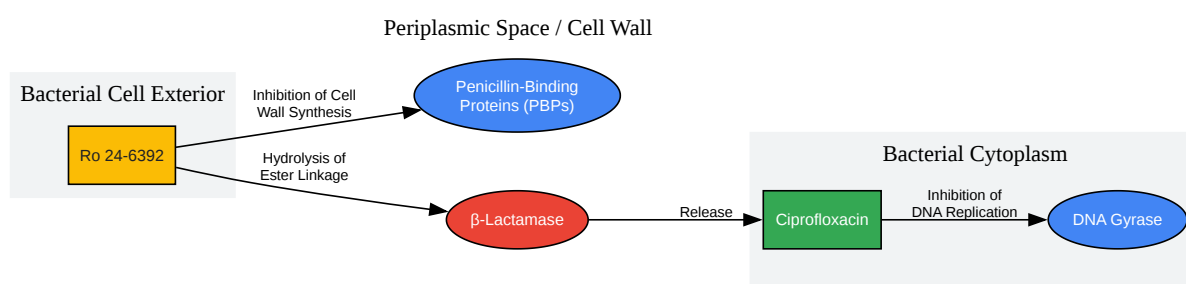 Periplasmic Space / Cell Wall
Bacterial Cell Exterior
Ro 24-6392
Inhibition of Cell
Wall Synthesis
Penicillin-Binding
Proteins (PBPs)
Hydrolysis of
Ester Linkage
β-Lactamase
Release
Bacterial Cytoplasm
Ciprofloxacin
Inhibition of
DNA Replication
DNA Gyrase